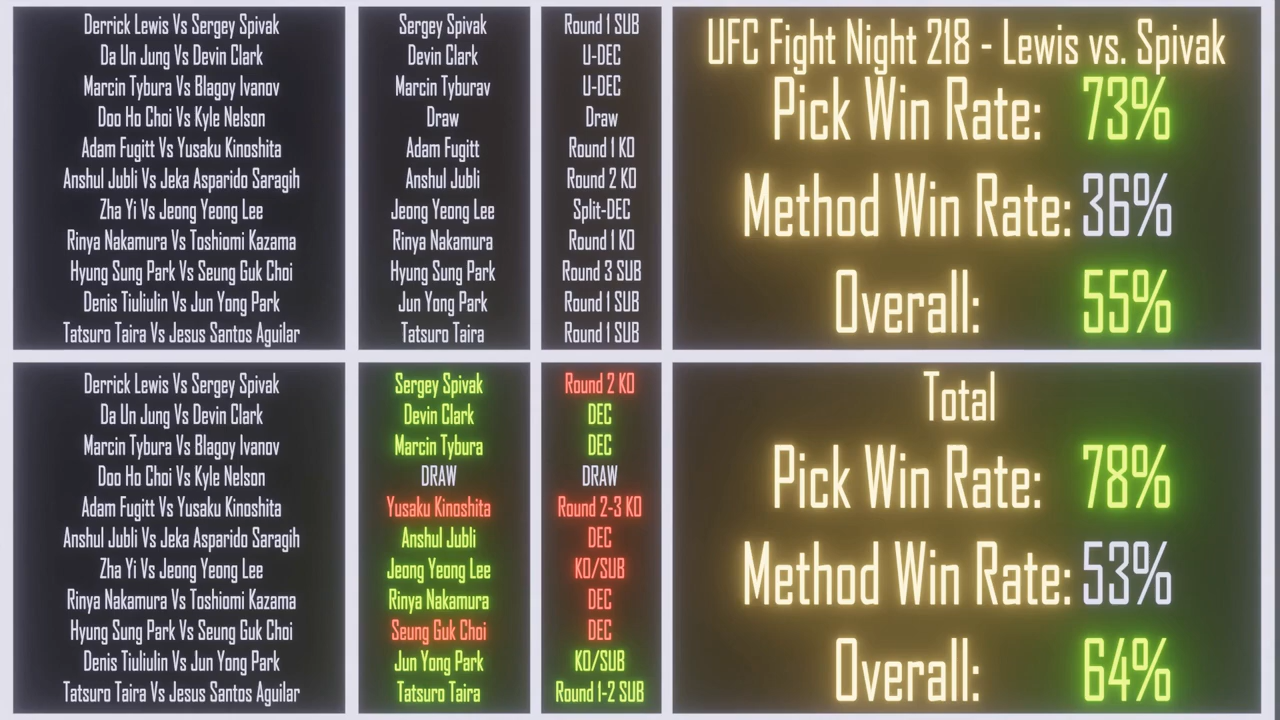 Derrick Lewis Vs Sergey Spivak Sergey Spivak Round 1 SUB
Da Un Jung Vs Devin Clark Devin Clark U-DEC
Marcin Tybura Vs Blagoy Ivanov Marcin Tyburav U-DEC
Doo Ho Choi Vs Kyle Nelson Draw Draw
Adam Fugitt Vs Yusaku Kinoshita Adam Fugitt Round 1 KO
Anshul Jubli Vs Jeka Asparido Saragih Anshul Jubli Round 2 KO
Zha Yi Vs Jeong Yeong Lee Jeong Yeong Lee Split-DEC
Rinya Nakamura Vs Toshiomi Kazama Rinya Nakamura Round 1 KO
Hyung Sung Park Vs Seung Guk Choi Hyung Sung Park Round 3 SUB
Denis Tiuliulin Vs Jun Yong Park Jun Yong Park Round 1 SUB
Tatsuro Taira Vs Jesus Santos Aguilar Tatsuro Taira Round 1 SUB
UFC Fight Night 218 - Lewis vs. Spivak
Pick Win Rate: 73%
Method Win Rate: 36%
Overall: 55%
Derrick Lewis Vs Sergey Spivak Sergey Spivak Round 2 KO
Da Un Jung Vs Devin Clark Devin Clark DEC
Marcin Tybura Vs Blagoy Ivanov Marcin Tybura DEC
Doo Ho Choi Vs Kyle Nelson DRAW DRAW
Adam Fugitt Vs Yusaku Kinoshita Yusaku Kinoshita Round 2-3 KO
Anshul Jubli Vs Jeka Asparido Saragih Anshul Jubli DEC
Zha Yi Vs Jeong Yeong Lee Jeong Yeong Lee KO/SUB
Rinya Nakamura Vs Toshiomi Kazama Rinya Nakamura DEC
Hyung Sung Park Vs Seung Guk Choi Seung Guk Choi DEC
Denis Tiuliulin Vs Jun Yong Park Jun Yong Park KO/SUB
Tatsuro Taira Vs Jesus Santos Aguilar Tatsuro Taira Round 1-2 SUB
Total
Pick Win Rate: 78%
Method Win Rate: 53%
Overall: 64%